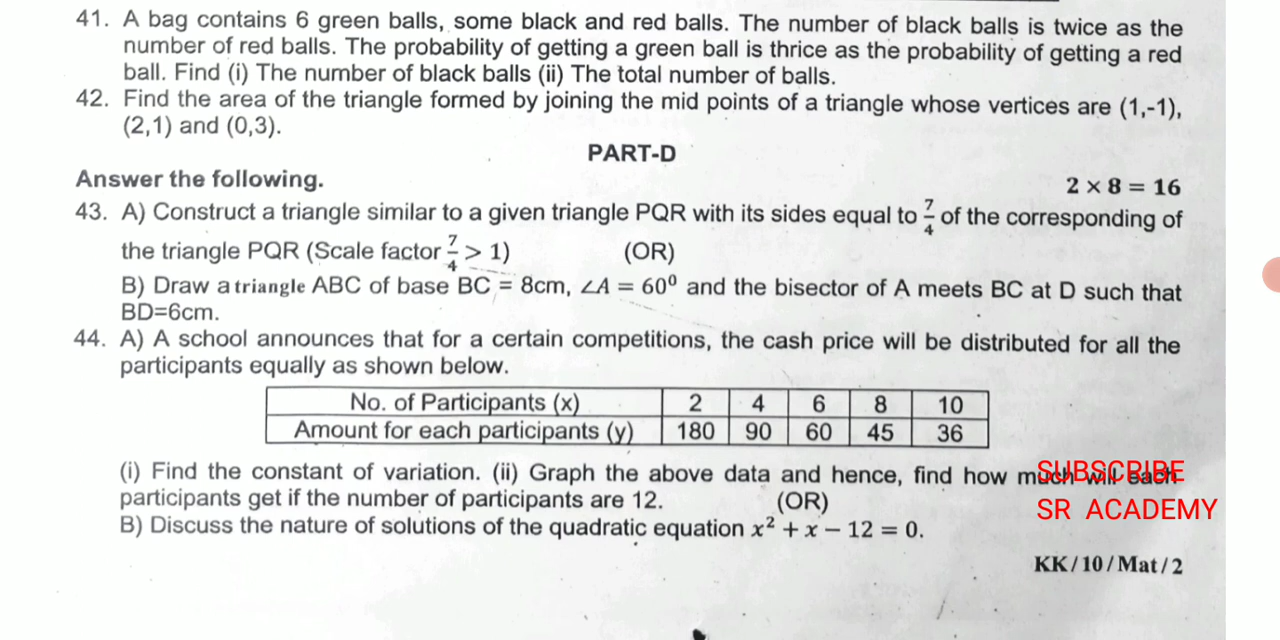 41. A bag contains 6 green balls, some black and red balls. The number of black balls is twice as the
number of red balls. The probability of getting a green ball is thrice as the probability of getting a red
ball. Find (i) The number of black balls (ii) The total number of balls.
42. Find the area of the triangle formed by joining the mid points of a triangle whose vertices are (1,-1),
(2,1) and (0,3).
PART-D
Answer the following. 2 × 8 = 16
43. A) Construct a triangle similar to a given triangle PQR with its sides equal to 7/4 of the corresponding of
the triangle PQR (Scale factor 7/4 > 1) (OR)
B) Draw a triangle ABC of base BC = 8cm, ∠A = 60⁰ and the bisector of A meets BC at D such that
BD=6cm.
44. A) A school announces that for a certain competitions, the cash price will be distributed for all the
participants equally as shown below.
No. of Participants (x) 2 4 6 8 10
Amount for each participants (y) 180 90 60 45 36
(i) Find the constant of variation. (ii) Graph the above data and hence, find how much will each
SUBSCRIBE
participants get if the number of participants are 12. (OR)
SR ACADEMY
B) Discuss the nature of solutions of the quadratic equation x² + x − 12 = 0.
KK/10/Mat/2